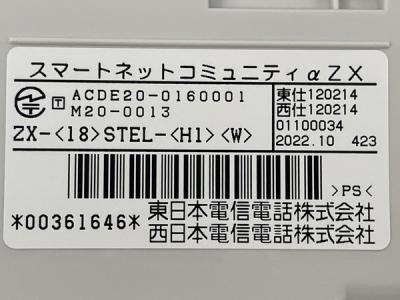 スマートネットコミュニティαZX
T ACDE20-0160001
M20-0013
東仕120214
西仕120214
01100034
2022.10 423
ZX-<18>STEL-<H1><W>
>PS<
*00361646*
東日本電信電話株式会社
西日本電信電話株式会社